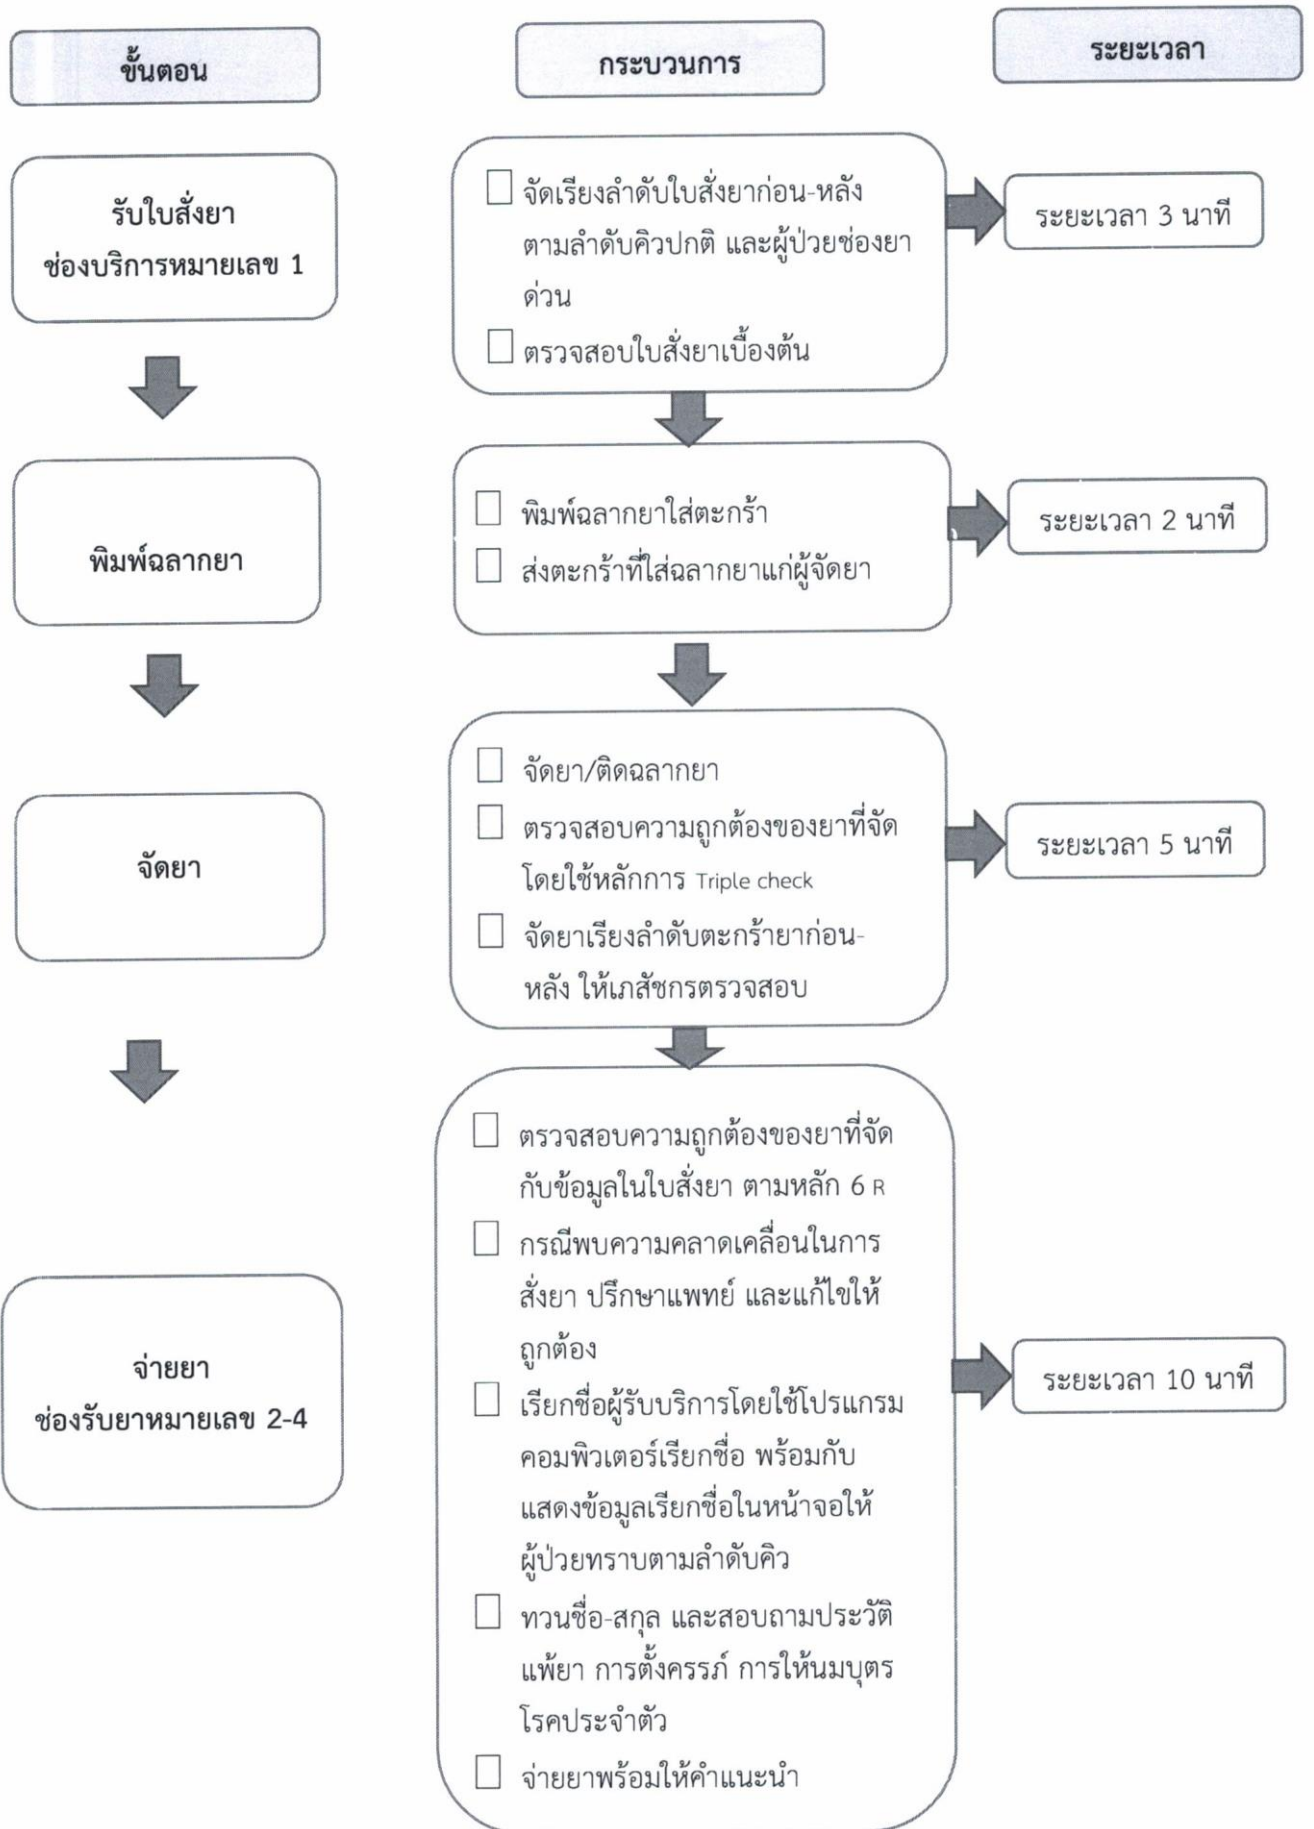 ขั้นตอน
กระบวนการ
ระยะเวลา
รับใบสั่งยา
ช่องบริการหมายเลข 1
จัดเรียงลำดับใบสั่งยาก่อน-หลัง
ตามลำดับคิวปกติ และผู้ป่วยช่องยา
ด่วน
ตรวจสอบใบสั่งยาเบื้องต้น
ระยะเวลา 3 นาที
พิมพ์ฉลากยา
พิมพ์ฉลากยาใส่ตะกร้า
ส่งตะกร้าที่ใส่ฉลากยาแก่ผู้จัดยา
ระยะเวลา 2 นาที
จัดยา
จัดยา/ติดฉลากยา
ตรวจสอบความถูกต้องของยาที่จัด
โดยใช้หลักการ Triple check
จัดยาเรียงลำดับตะกร้ายาก่อน-
หลัง ให้เภสัชกรตรวจสอบ
ระยะเวลา 5 นาที
จ่ายยา
ช่องรับยาหมายเลข 2-4
ตรวจสอบความถูกต้องของยาที่จัด
กับข้อมูลในใบสั่งยา ตามหลัก 6 R
กรณีพบความคลาดเคลื่อนในการ
สั่งยา ปรึกษาแพทย์ และแก้ไขให้
ถูกต้อง
เรียกชื่อผู้รับบริการโดยใช้โปรแกรม
คอมพิวเตอร์เรียกชื่อ พร้อมกับ
แสดงข้อมูลเรียกชื่อในหน้าจอให้
ผู้ป่วยทราบตามลำดับคิว
ทวนชื่อ-สกุล และสอบถามประวัติ
แพ้ยา การตั้งครรภ์ การให้นมบุตร
โรคประจำตัว
จ่ายยาพร้อมให้คำแนะนำ
ระยะเวลา 10 นาที